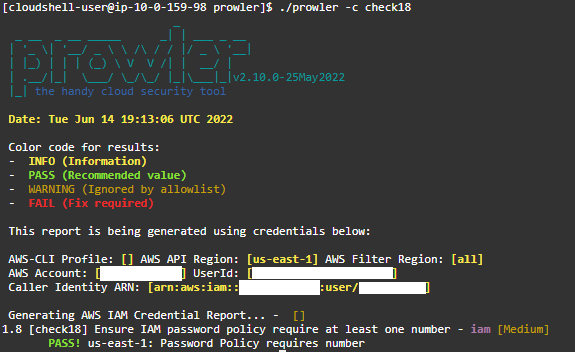 [cloudshell-user@ip-10-0-159-98 prowler]$ ./prowler -c check18
prowler
v2.10.0-25May2022
the handy cloud security tool
Date: Tue Jun 14 19:13:06 UTC 2022
Color code for results:
- INFO (Information)
- PASS (Recommended value)
- WARNING (Ignored by allowlist)
- FAIL (Fix required)
This report is being generated using credentials below:
AWS-CLI Profile: [] AWS API Region: [us-east-1] AWS Filter Region: [all]
AWS Account: [ ] UserId: [ ]
Caller Identity ARN: [arn:aws:iam:: :user/ ]
Generating AWS IAM Credential Report... - []
1.8 [check18] Ensure IAM password policy require at least one number - iam [Medium]
PASS! us-east-1: Password Policy requires number